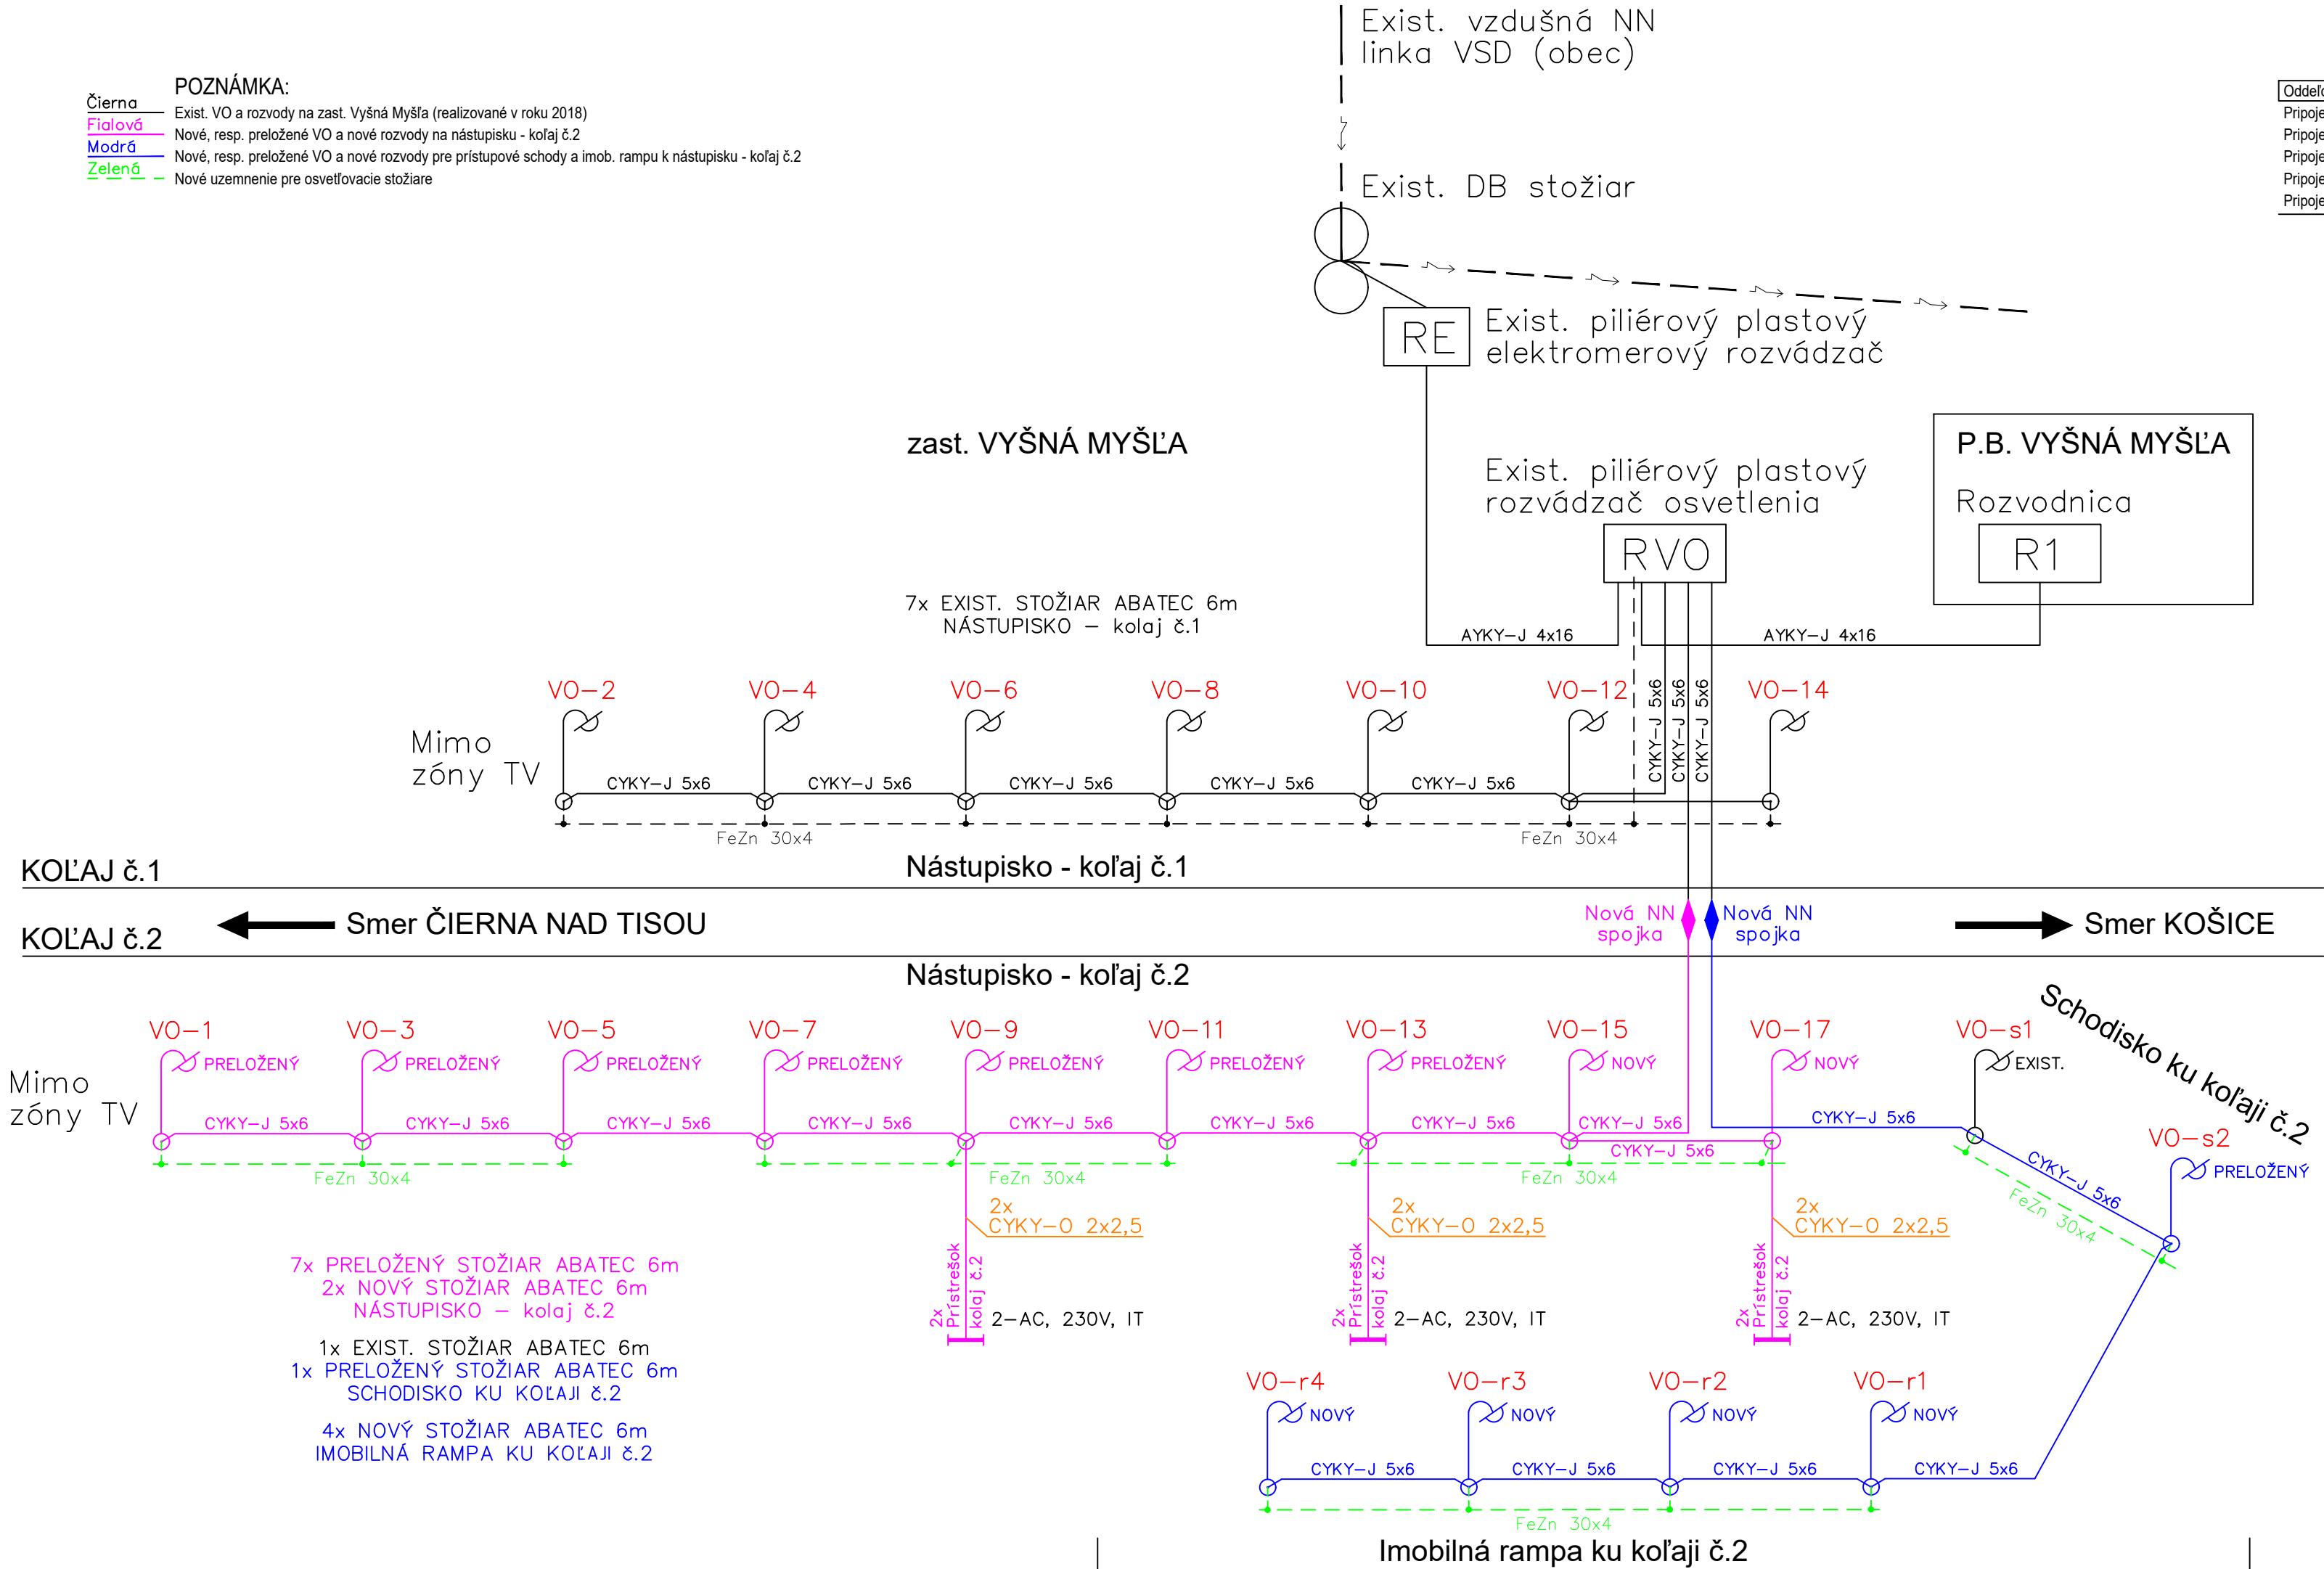 Exist. vzdušná NN
linka VSD (obec)
POZNÁMKA:
Čierna Exist. VO a rozvody na zast. Vyšná Myšľa (realizované v roku 2018)
Fialová Nové, resp. preložené VO a nové rozvody na nástupisku - koľaj č.2
Modrá Nové, resp. preložené VO a nové rozvody pre prístupové schody a imob. rampu k nástupisku - koľaj č.2
Zelená Nové uzemnenie pre osvetľovacie stožiare
Exist. DB stožiar
RE
Exist. piliérový plastový
elektromerový rozvádzač
zast. VYŠNÁ MYŠĽA
P.B. VYŠNÁ MYŠĽA
Exist. piliérový plastový
rozvádzač osvetlenia
Rozvodnica
RVO
R1
7x EXIST. STOŽIAR ABATEC 6m
NÁSTUPISKO – kolaj č.1
AYKY-J 4x16
AYKY-J 4x16
VO-2 VO-4 VO-6 VO-8 VO-10 VO-12 VO-14
CYKY-J 5x6
CYKY-J 5x6
CYKY-J 5x6
Mimo
zóny TV
CYKY-J 5x6 CYKY-J 5x6 CYKY-J 5x6 CYKY-J 5x6 CYKY-J 5x6
FeZn 30x4 FeZn 30x4
KOĽAJ č.1
Nástupisko - koľaj č.1
Smer ČIERNA NAD TISOU
Nová NN
spojka
Nová NN
spojka
Smer KOŠICE
KOĽAJ č.2
Nástupisko - koľaj č.2
Schodisko ku koľaji č.2
VO-1 VO-3 VO-5 VO-7 VO-9 VO-11 VO-13 VO-15 VO-17 VO-s1
PRELOŽENÝ PRELOŽENÝ PRELOŽENÝ PRELOŽENÝ PRELOŽENÝ PRELOŽENÝ PRELOŽENÝ NOVÝ NOVÝ EXIST.
Mimo
zóny TV
CYKY-J 5x6 CYKY-J 5x6 CYKY-J 5x6 CYKY-J 5x6 CYKY-J 5x6 CYKY-J 5x6 CYKY-J 5x6 CYKY-J 5x6 CYKY-J 5x6
CYKY-J 5x6
VO-s2
PRELOŽENÝ
CYKY-J 5x6
FeZn 30x4
FeZn 30x4 FeZn 30x4 FeZn 30x4
2x
CYKY-O 2x2,5
2x
CYKY-O 2x2,5
2x
CYKY-O 2x2,5
2x
Prístrešok
kolaj č.2
2-AC, 230V, IT
2x
Prístrešok
kolaj č.2
2-AC, 230V, IT
2x
Prístrešok
kolaj č.2
2-AC, 230V, IT
7x PRELOŽENÝ STOŽIAR ABATEC 6m
2x NOVÝ STOŽIAR ABATEC 6m
NÁSTUPISKO – kolaj č.2
1x EXIST. STOŽIAR ABATEC 6m
1x PRELOŽENÝ STOŽIAR ABATEC 6m
SCHODISKO KU KOĽAJI č.2
4x NOVÝ STOŽIAR ABATEC 6m
IMOBILNÁ RAMPA KU KOĽAJI č.2
VO-r4 VO-r3 VO-r2 VO-r1
NOVÝ NOVÝ NOVÝ NOVÝ
CYKY-J 5x6 CYKY-J 5x6 CYKY-J 5x6 CYKY-J 5x6
FeZn 30x4
Imobilná rampa ku koľaji č.2